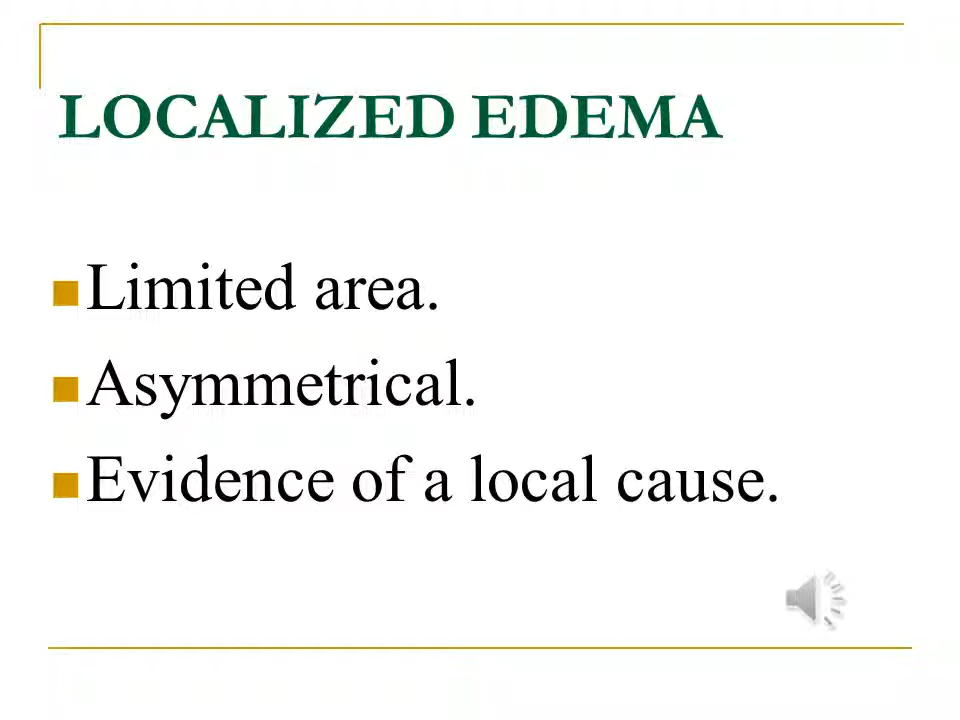 LOCALIZED EDEMA
Limited area.
Asymmetrical.
Evidence of a local cause.